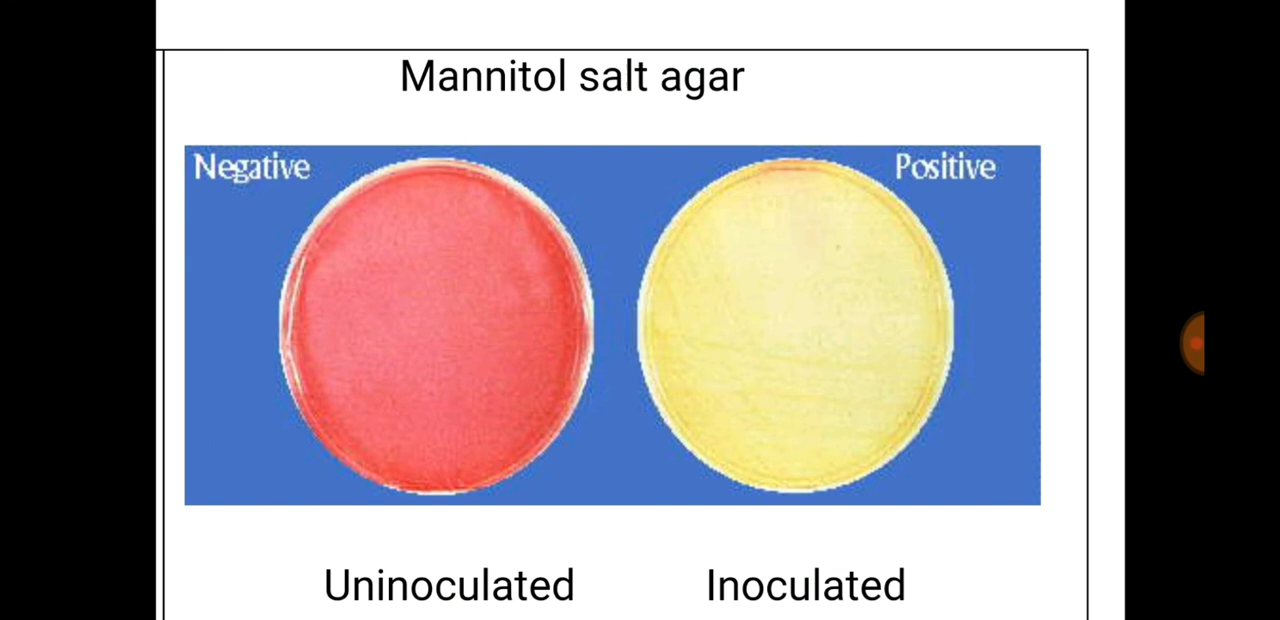 Mannitol salt agar
Negative
Positive
Uninoculated
Inoculated